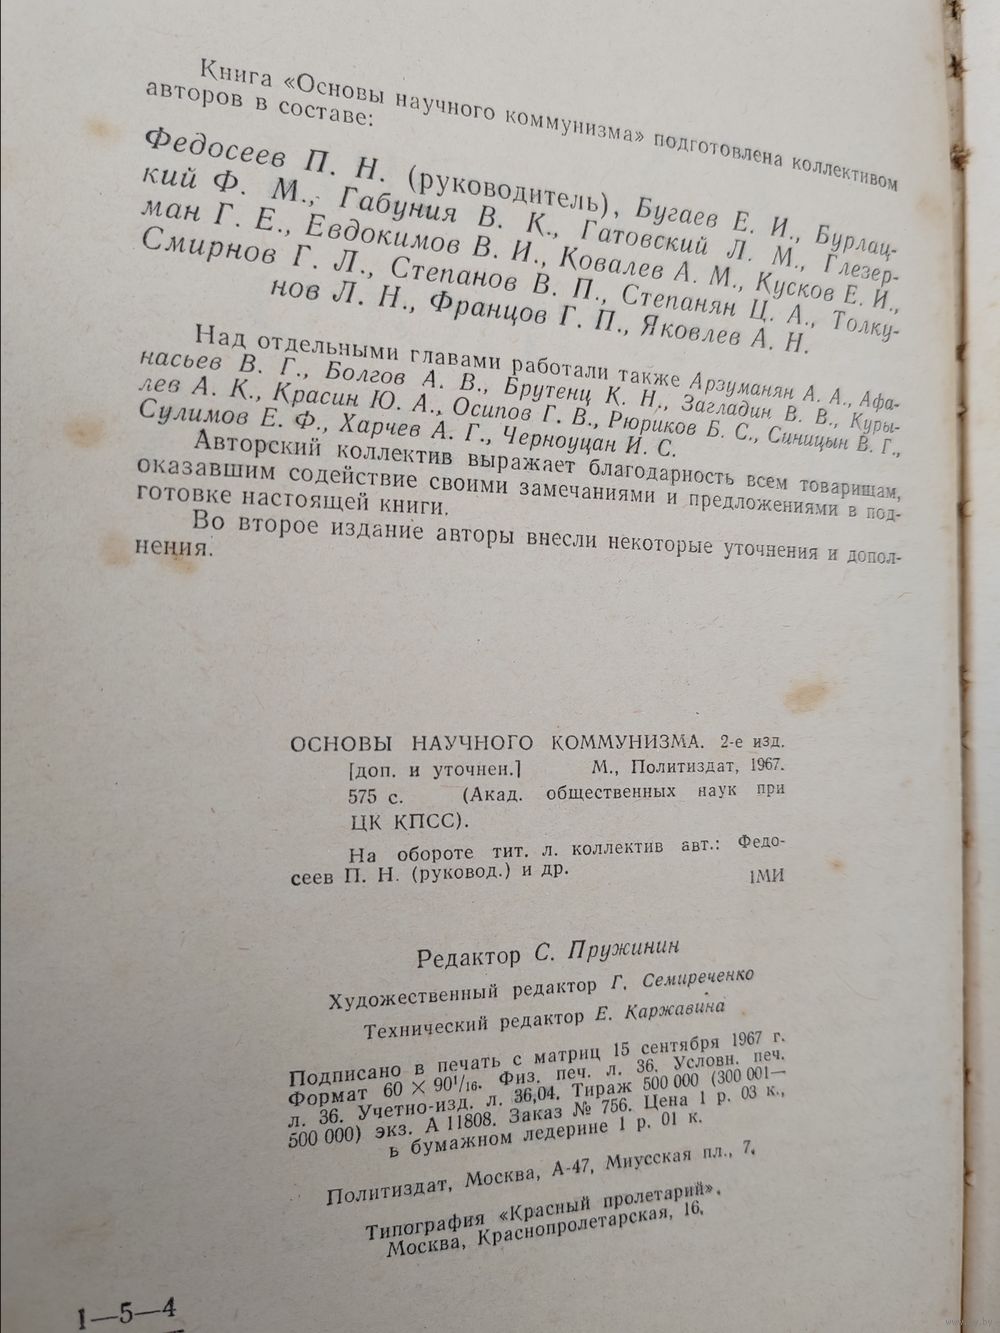 Книга «Основы научного коммунизма» подготовлена коллективом
авторов в составе:
Федосеев П. Н. (руководитель), Бугаев Е. И., Бурлац-
кий Ф. М., Габуния В. К., Гатовский Л. М., Глезер-
ман Г. Е., Евдокимов В. И., Ковалев А. М., Кусков Е. И.,
Смирнов Г. Л., Степанов В. П., Степанян Ц. А., Толку-
нов Л. Н., Францов Г. П., Яковлев А. Н.
Над отдельными главами работали также Арзуманян А. А., Афа-
насьев В. Г., Болгов А. В., Брутенц К. Н., Загладин В. В., Куры-
лев А. К., Красин Ю. А., Осипов Г. В., Рюриков Б. С., Синицын В. Г.,
Сулимов Е. Ф., Харчев А. Г., Черноуцан И. С.
Авторский коллектив выражает благодарность всем товарищам,
оказавшим содействие своими замечаниями и предложениями в под-
готовке настоящей книги.
Во второе издание авторы внесли некоторые уточнения и допол-
нения.
ОСНОВЫ НАУЧНОГО КОММУНИЗМА. 2-е изд.
[доп. и уточнен.] М., Политиздат, 1967.
575 с. (Акад. общественных наук при
ЦК КПСС).
На обороте тит. л. коллектив авт.: Федо-
сеев П. Н. (руковод.) и др.
1МИ
Редактор С. Пружинин
Художественный редактор Г. Семиреченко
Технический редактор Е. Каржавина
Подписано в печать с матриц 15 сентября 1967 г.
Формат 60 × 90 1/16. Физ. печ. л. 36. Условн. печ.
л. 36. Учетно-изд. л. 36,04. Тираж 500 000 (300 001—
500 000) экз. А 11808. Заказ № 756. Цена 1 р. 03 к.,
в бумажном ледерине 1 р. 01 к.
Политиздат, Москва, А-47, Миусская пл., 7.
Типография «Красный пролетарий».
Москва, Краснопролетарская, 16.
1—5—4